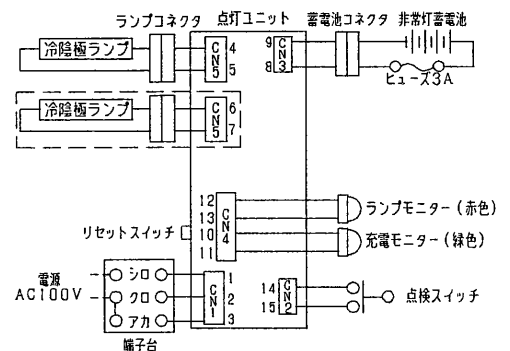 ランプコネクタ 点灯ユニット 蓄電池コネクタ 非常灯蓄電池
冷陰極ランプ
CN5
4
5
9
8
CN3
ヒューズ3A
冷陰極ランプ
CN5
6
7
12
13
10
11
CN4
ランプモニター(赤色)
リセットスイッチ
充電モニター(緑色)
電源
AC100V
シロ
クロ
アカ
端子台
CN1
1
2
3
14
15
CN2
点検スイッチ